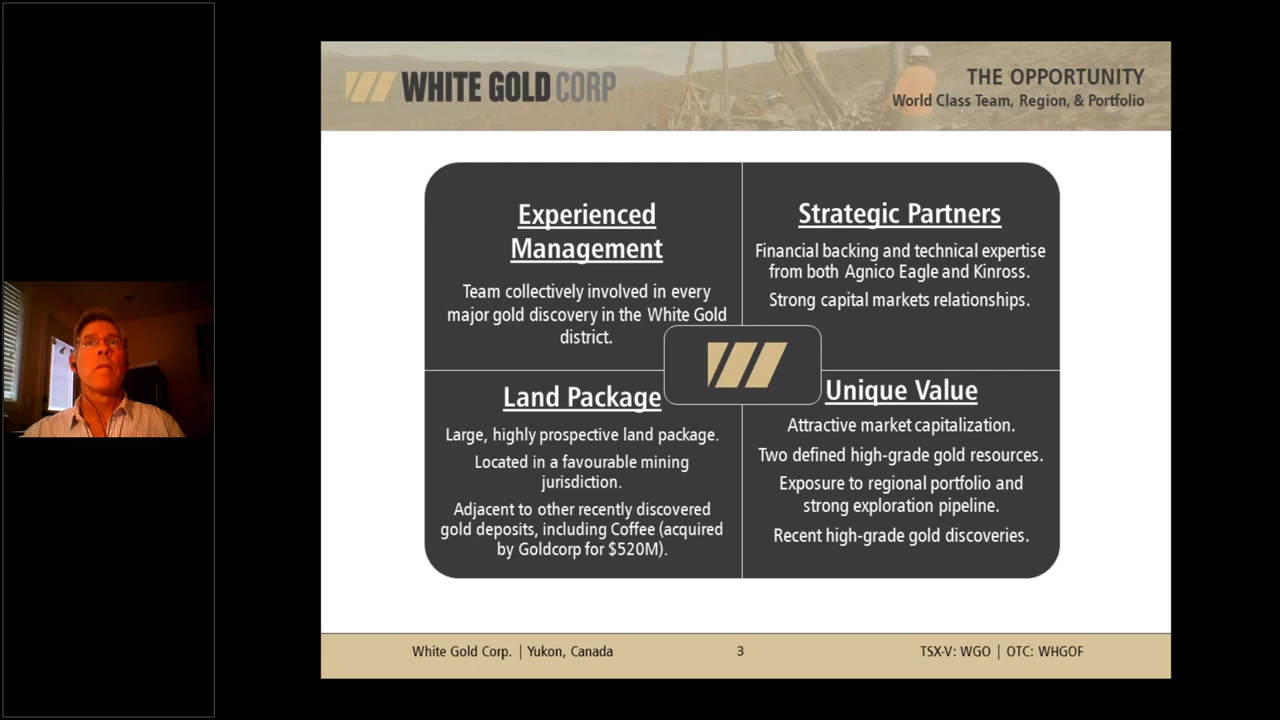 WHITE GOLD CORP
THE OPPORTUNITY
World Class Team, Region, & Portfolio
Experienced
Management
Team collectively involved in every
major gold discovery in the White Gold
district.
Strategic Partners
Financial backing and technical expertise
from both Agnico Eagle and Kinross.
Strong capital markets relationships.
Land Package
Large, highly prospective land package.
Located in a favourable mining
jurisdiction.
Adjacent to other recently discovered
gold deposits, including Coffee (acquired
by Goldcorp for $520M).
Unique Value
Attractive market capitalization.
Two defined high-grade gold resources.
Exposure to regional portfolio and
strong exploration pipeline.
Recent high-grade gold discoveries.
White Gold Corp. | Yukon, Canada
3
TSX-V: WGO | OTC: WHGOF